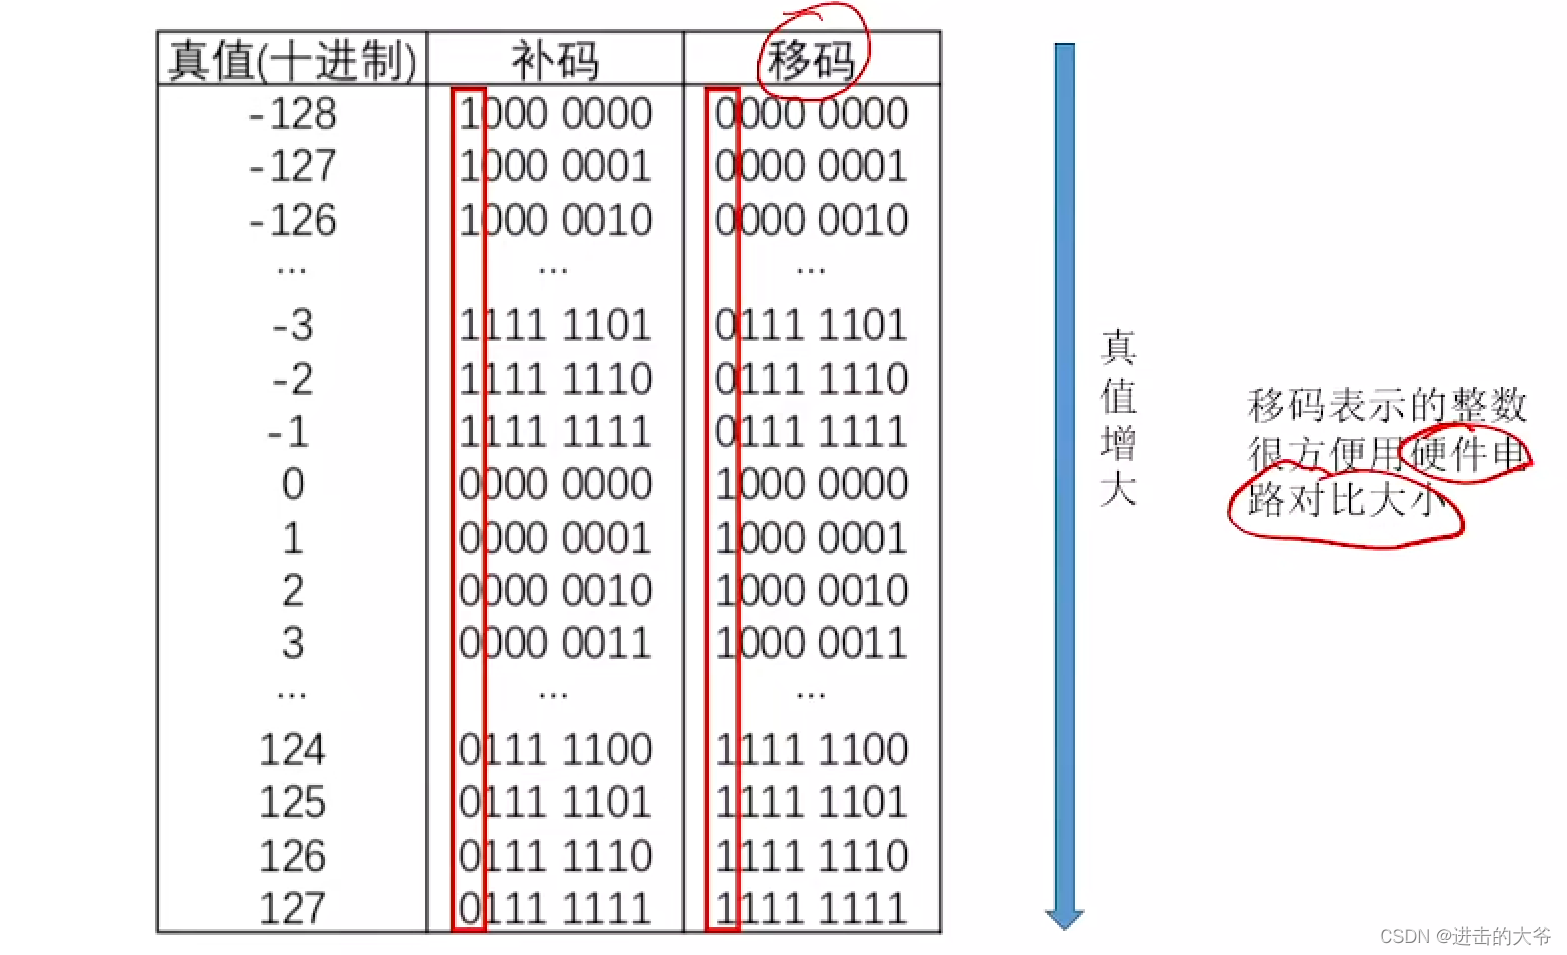 真值(十进制) 补码 移码
-128 1000 0000 0000 0000
-127 1000 0001 0000 0001
-126 1000 0010 0000 0010
... ... ...
-3 1111 1101 0111 1101
-2 1111 1110 0111 1110
-1 1111 1111 0111 1111
0 0000 0000 1000 0000
1 0000 0001 1000 0001
2 0000 0010 1000 0010
3 0000 0011 1000 0011
... ... ...
124 0111 1100 1111 1100
125 0111 1101 1111 1101
126 0111 1110 1111 1110
127 0111 1111 1111 1111
真
值
增
大
移码表示的整数
很方便用硬件电
路对比大小
CSDN @进击的大爷